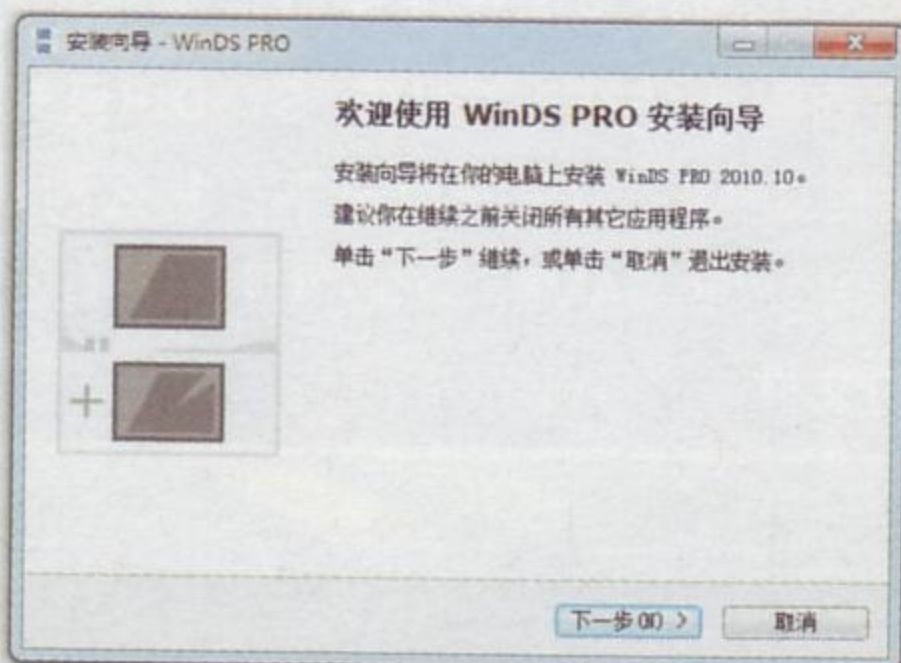 安装向导 - WinDS PRO
欢迎使用 WinDS PRO 安装向导
安装向导将在你的电脑上安装 WinDS PRO 2010.10。
建议你在继续之前关闭所有其它应用程序。
单击“下一步”继续，或单击“取消”退出安装。
下一步(N) >
取消